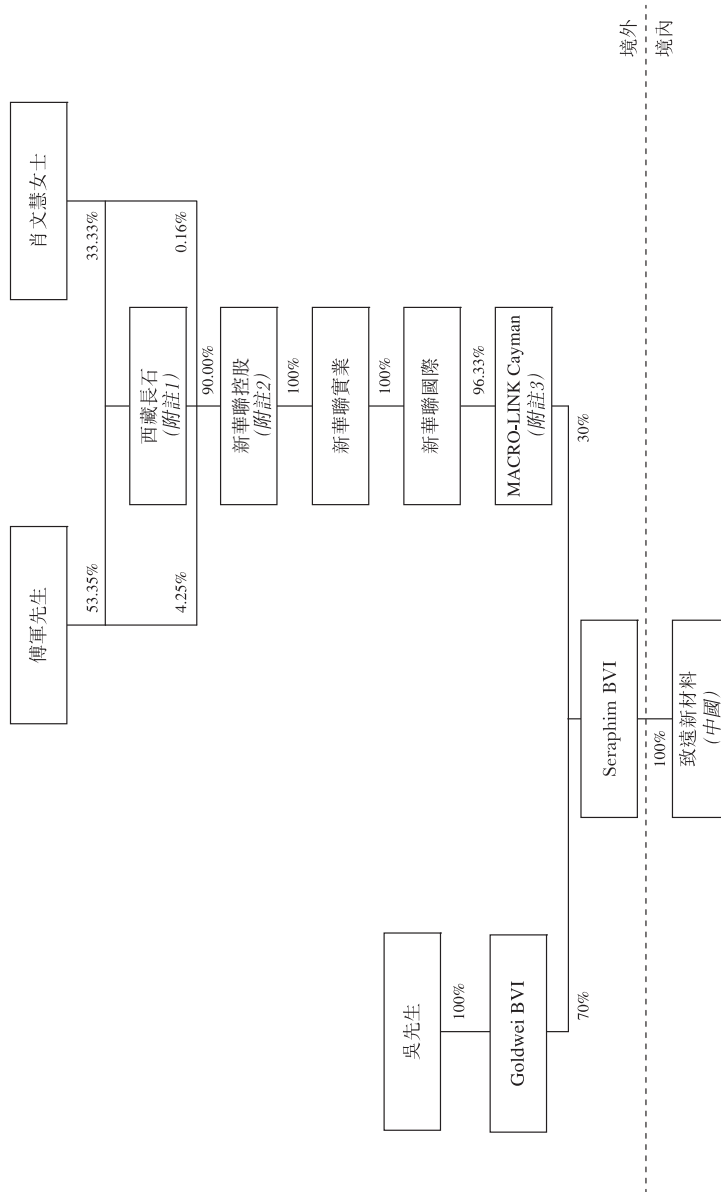 傅軍先生
肖文慧女士
53.35%
33.33%
西藏長石
(附註1)
4.25%
0.16%
90.00%
新華聯控股
(附註2)
100%
新華聯實業
100%
吳先生
新華聯國際
100%
96.33%
Goldwei BVI
MACRO-LINK Cayman
(附註3)
70%
30%
Seraphim BVI
境外
100%
境內
致遠新材料
(中國)